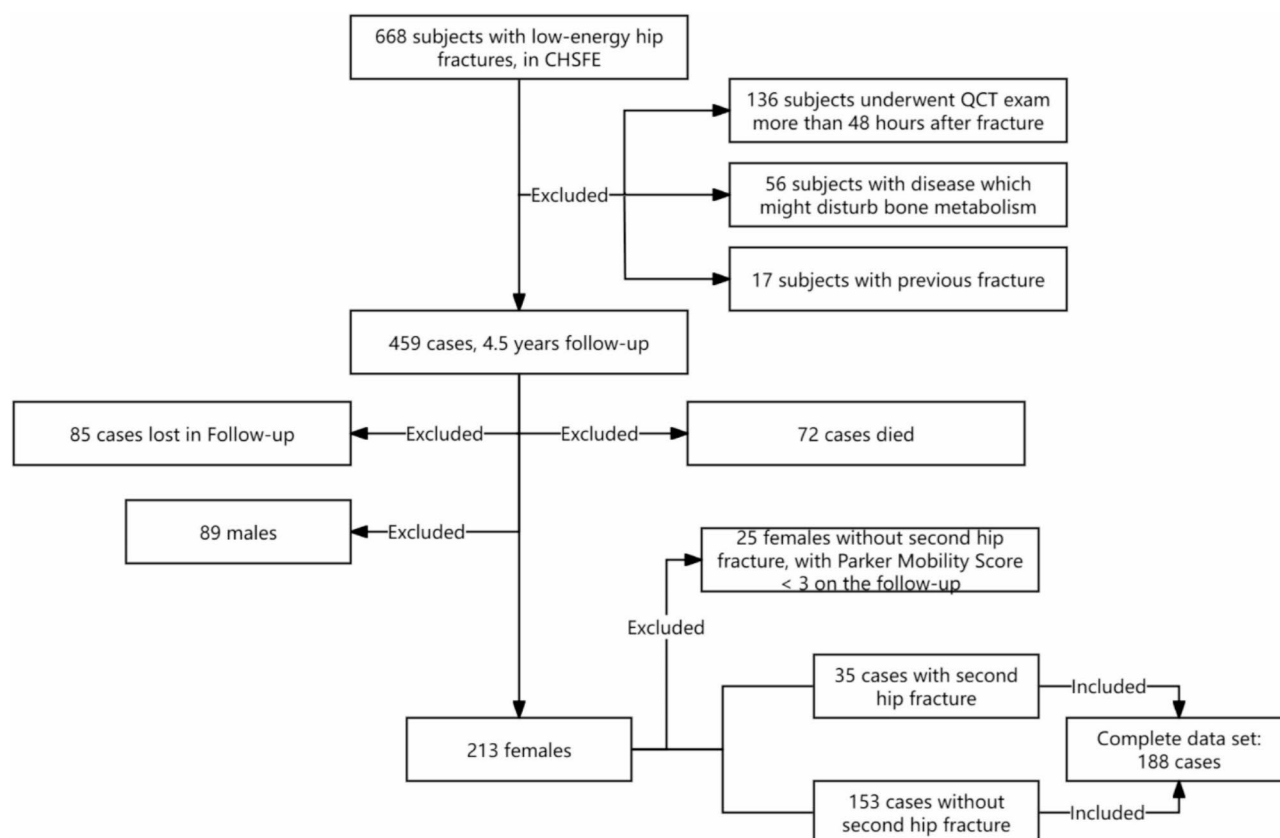 668 subjects with low-energy hip
fractures, in CHSFE
136 subjects underwent QCT exam
more than 48 hours after fracture
Excluded
56 subjects with disease which
might disturb bone metabolism
17 subjects with previous fracture
459 cases, 4.5 years follow-up
85 cases lost in Follow-up
Excluded
Excluded
72 cases died
89 males
Excluded
25 females without second hip
fracture, with Parker Mobility Score
< 3 on the follow-up
Excluded
35 cases with second
hip fracture
Included
213 females
Complete data set:
188 cases
153 cases without
second hip fracture
Included